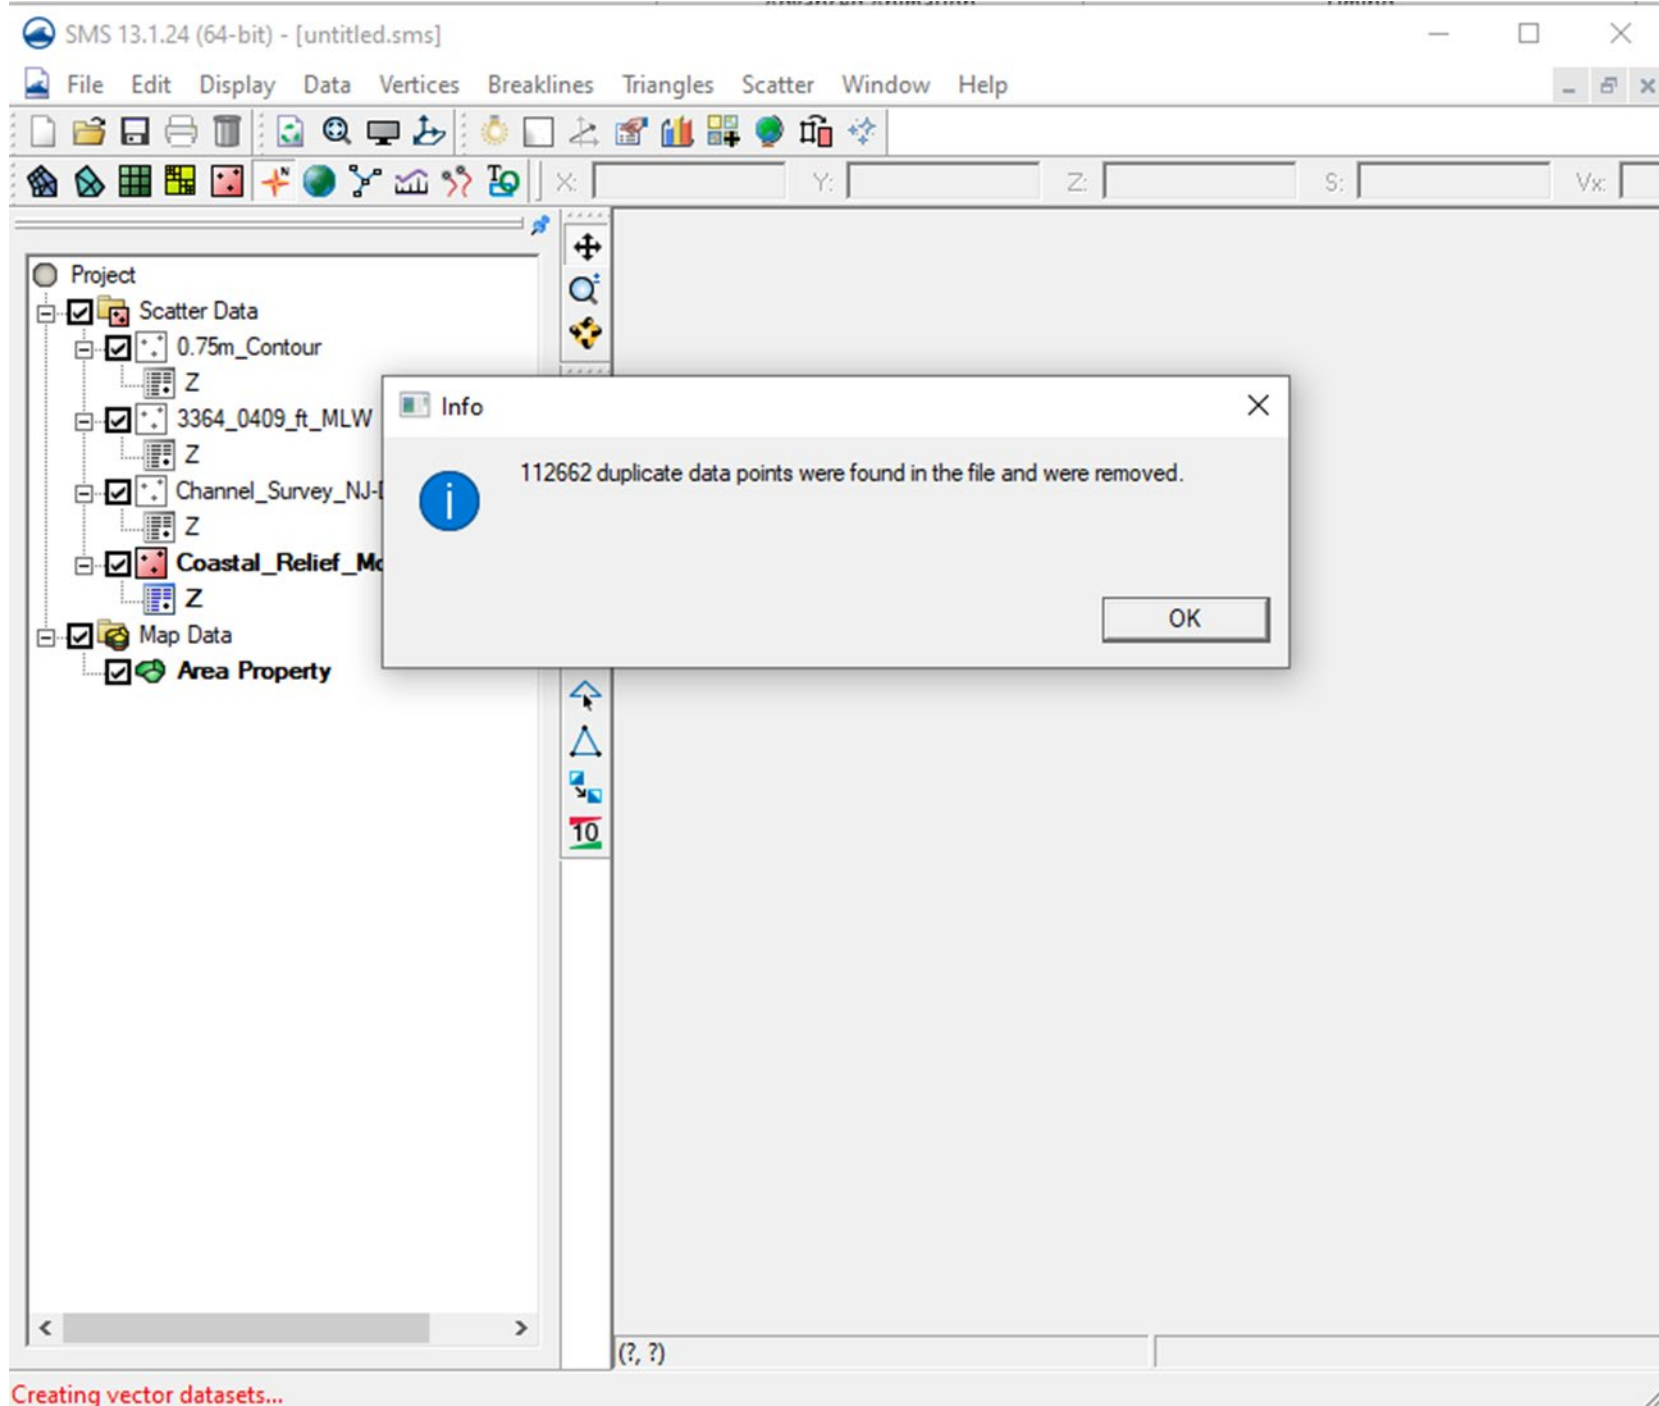 SMS 13.1.24 (64-bit) - [untitled.sms]
File Edit Display Data Vertices Breaklines Triangles Scatter Window Help
X: Y: Z: S: Vx:
Project
Scatter Data
0.75m_Contour
Z
3364_0409_ft_MLW
Z
Channel_Survey_NJ-
Z
Coastal_Relief_Mo
Z
Map Data
Area Property
Info
112662 duplicate data points were found in the file and were removed.
OK
10
(?, ?)
Creating vector datasets...